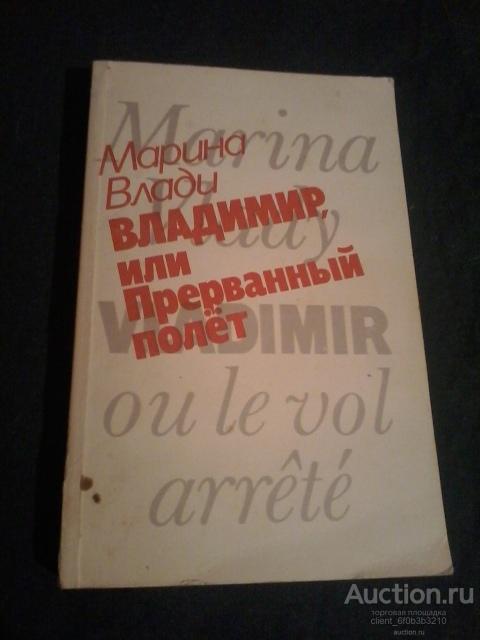 Marina
Vlady
VLADIMIR
ou le vol
arrêté
Марина
Влади
ВЛАДИМИР,
или
Прерванный
полёт
Auction.ru
торговая площадка
client_6f0b3b3210
auction.ru